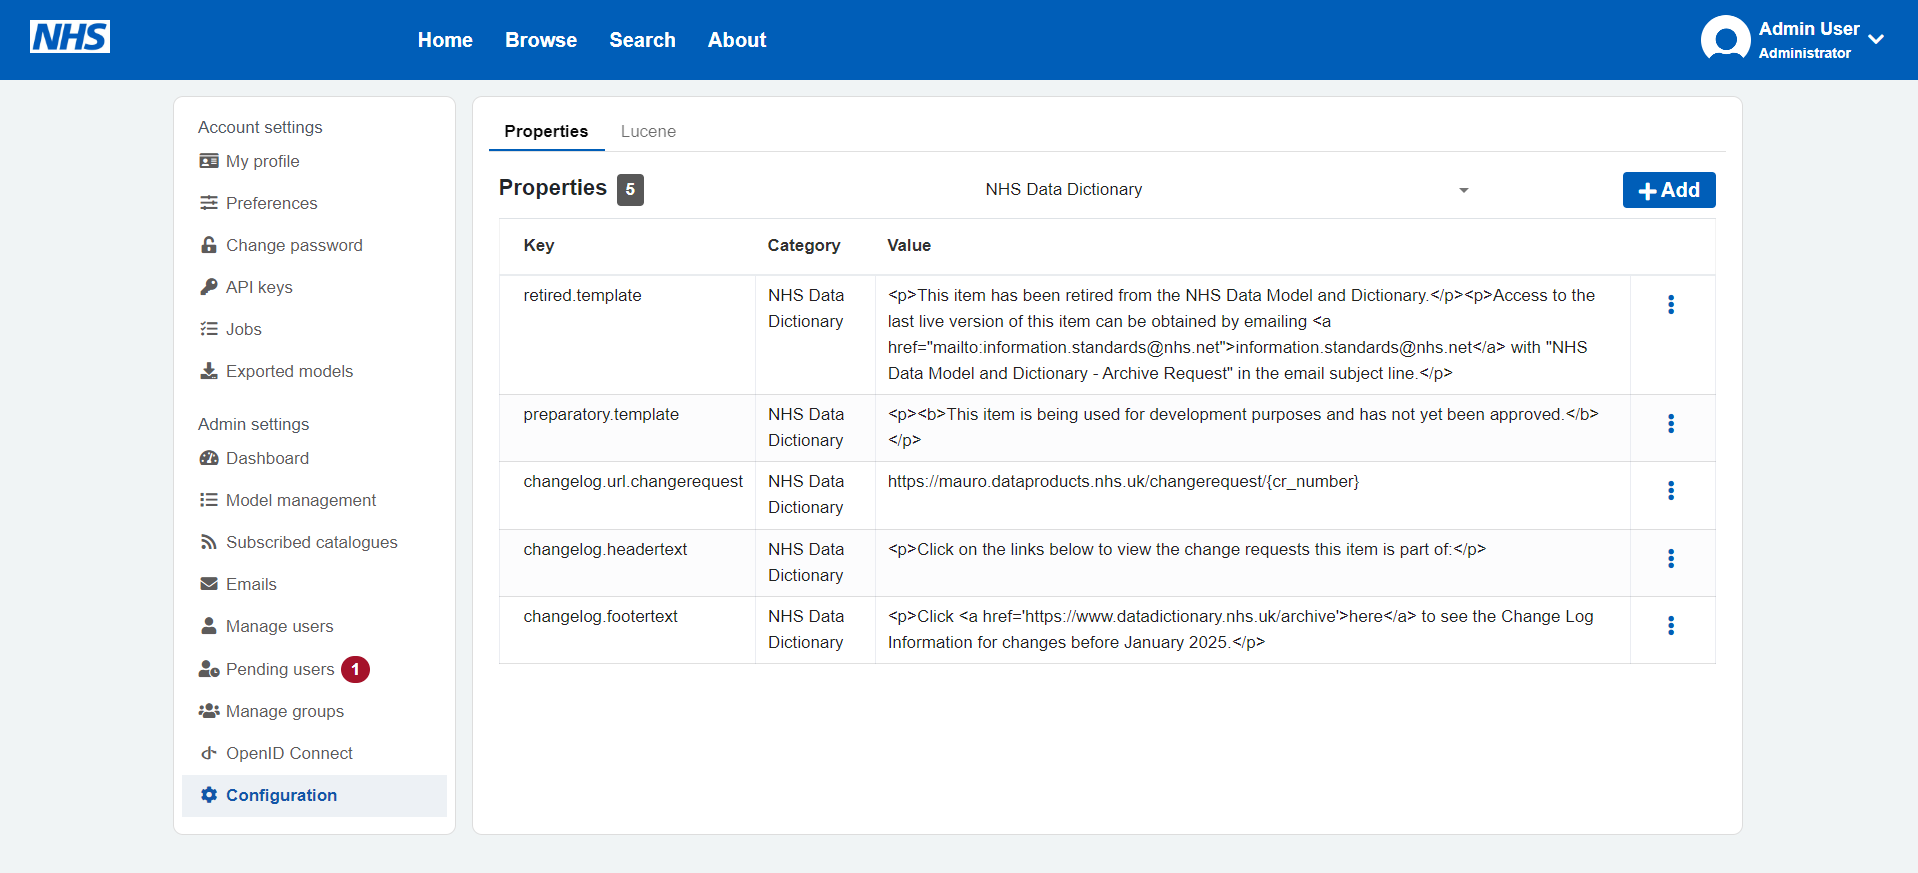 NHS
Home Browse Search About
Admin User
Administrator
Account settings
My profile
Preferences
Change password
API keys
Jobs
Exported models
Admin settings
Dashboard
Model management
Subscribed catalogues
Emails
Manage users
Pending users 1
Manage groups
OpenID Connect
Configuration
Properties Lucene
Properties 5 NHS Data Dictionary Add
Key Category Value
retired.template
NHS Data
Dictionary
<p>This item has been retired from the NHS Data Model and Dictionary.</p><p>Access to the
last live version of this item can be obtained by emailing <a
href="mailto:information.standards@nhs.net">information.standards@nhs.net</a> with "NHS
Data Model and Dictionary - Archive Request" in the email subject line.</p>
preparatory.template
NHS Data
Dictionary
<p><b>This item is being used for development purposes and has not yet been approved.</b>
</p>
changelog.url.changerequest
NHS Data
Dictionary
https://mauro.dataproducts.nhs.uk/changerequest/{cr_number}
changelog.headertext
NHS Data
Dictionary
<p>Click on the links below to view the change requests this item is part of:</p>
changelog.footertext
NHS Data
Dictionary
<p>Click <a href='https://www.datadictionary.nhs.uk/archive'>here</a> to see the Change Log
Information for changes before January 2025.</p>